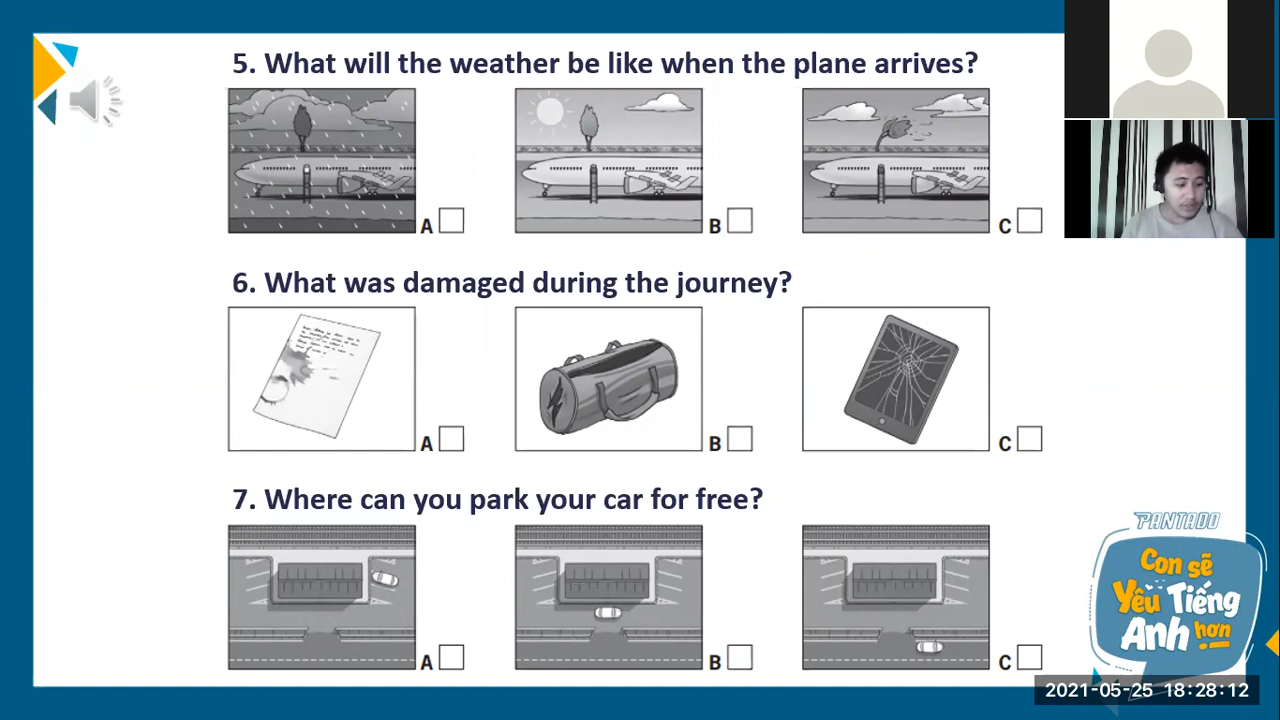 5. What will the weather be like when the plane arrives?
A
B
C
6. What was damaged during the journey?
A
B
C
7. Where can you park your car for free?
A
B
C
PANTADO
Con sẽ
Yêu Tiếng
Anh hơn
2021-05-25 18:28:12